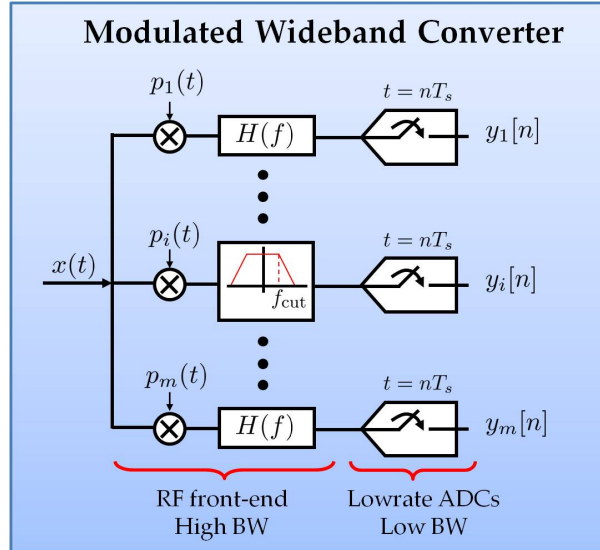 Modulated Wideband Converter
p₁(t)
t = nTₛ
H(f)
y₁[n]
x(t)
pᵢ(t)
t = nTₛ
f_cut
yᵢ[n]
pₘ(t)
t = nTₛ
H(f)
yₘ[n]
RF front-end
High BW
Lowrate ADCs
Low BW